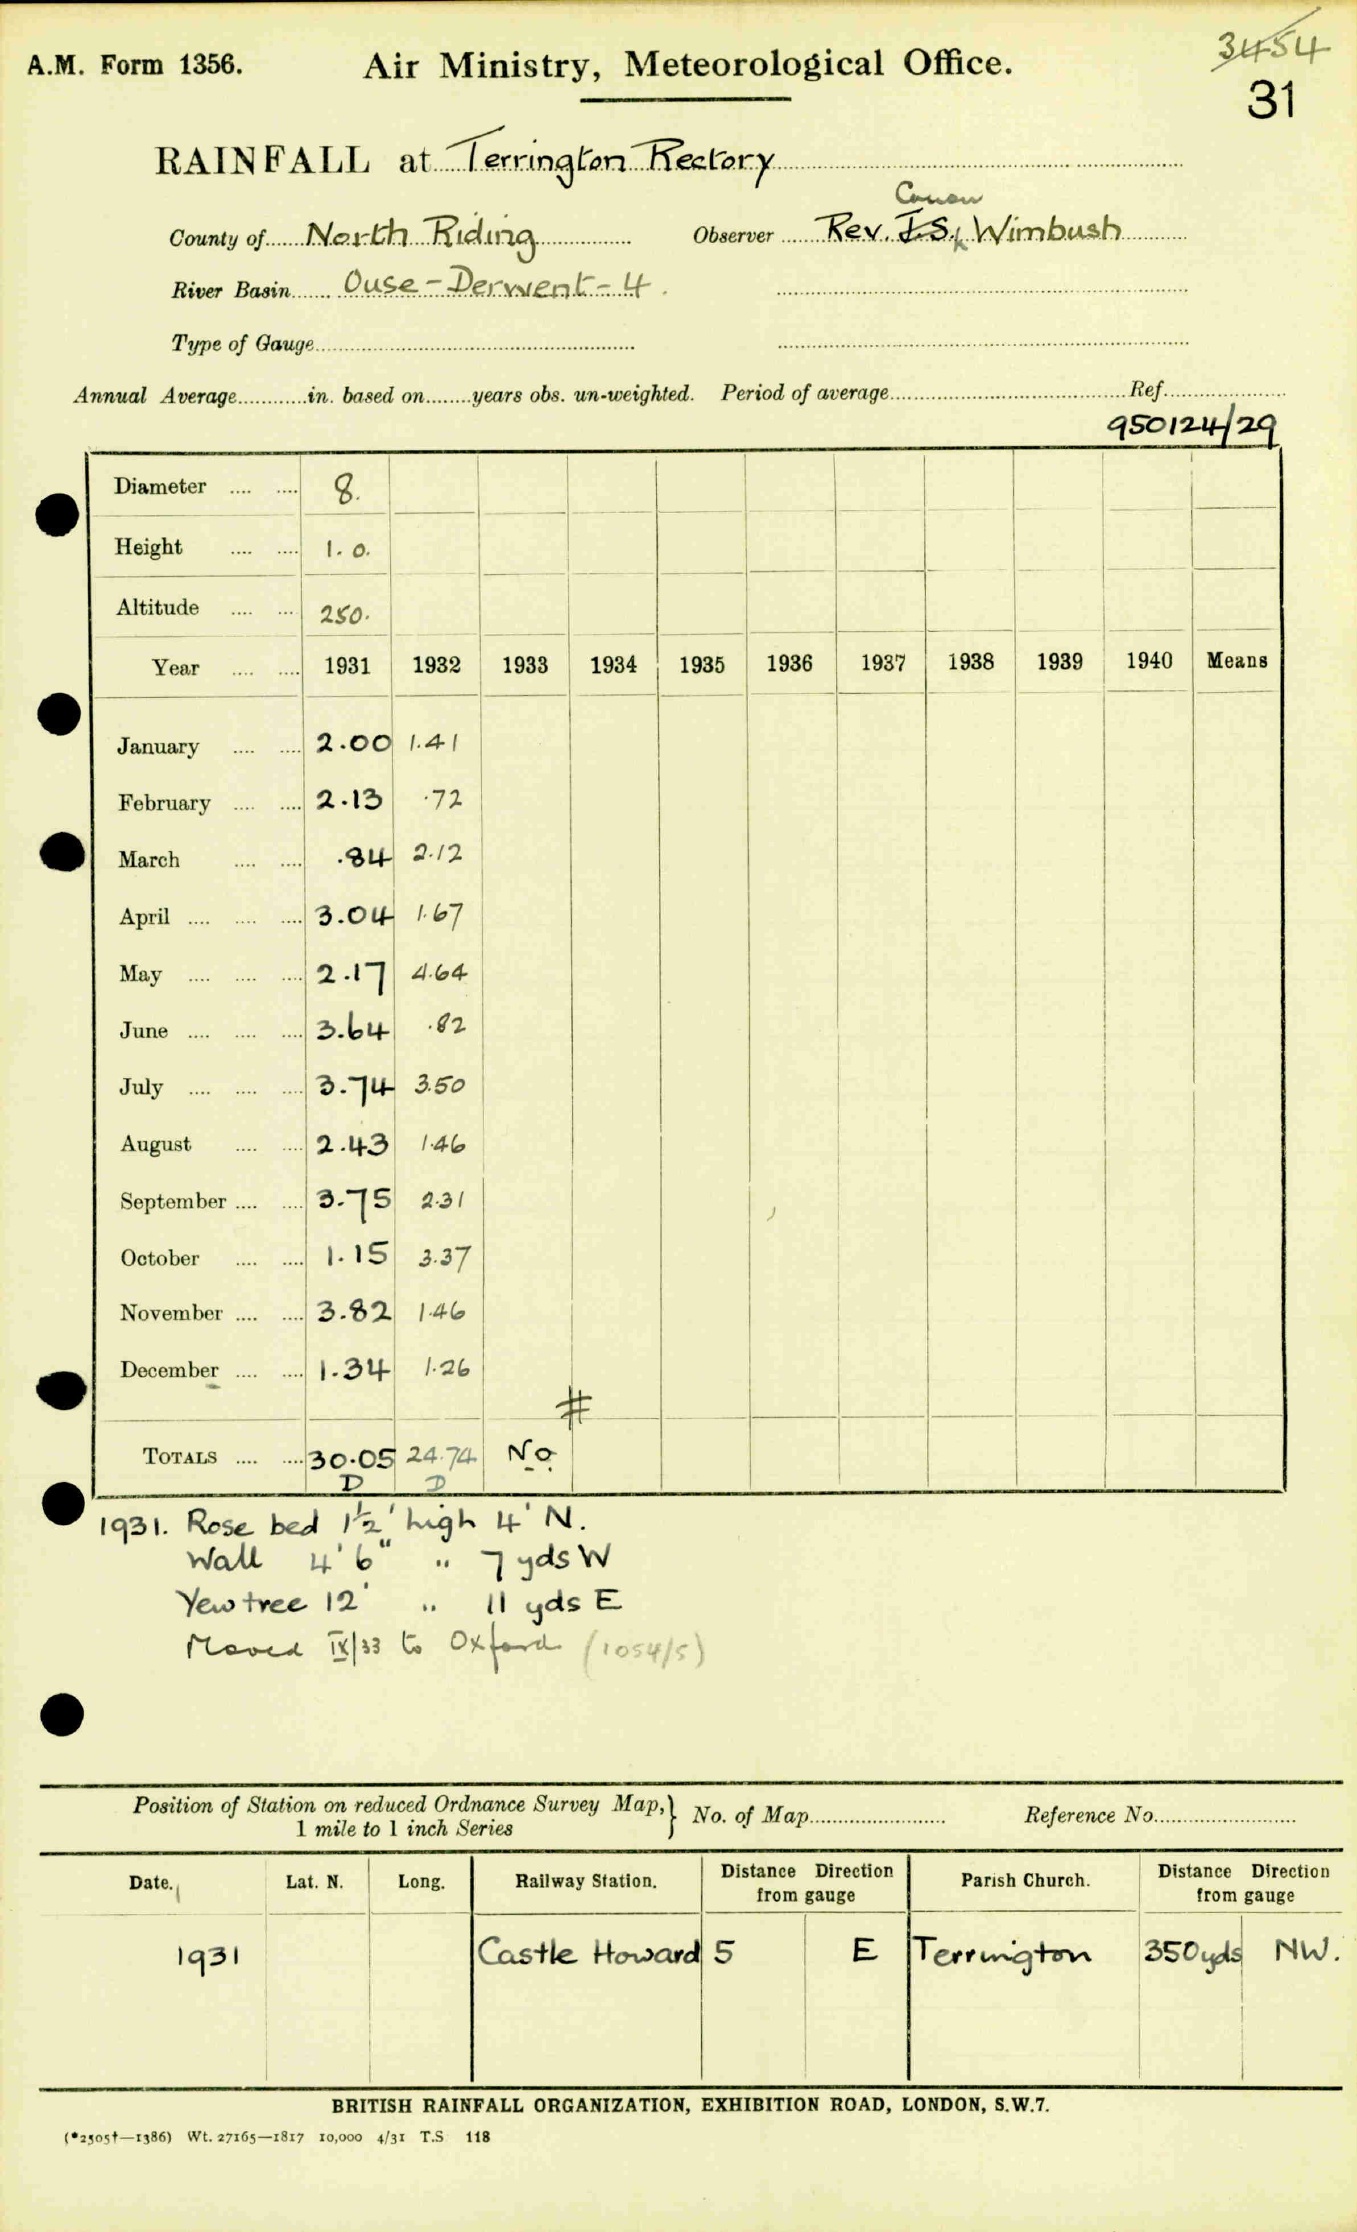 3454
A.M. Form 1356.
Air Ministry, Meteorological Office.
31
RAINFALL at Terrington Rectory
Canon
County of North Riding Observer Rev. J.S. Wimbush
River Basin Ouse - Derwent - 4.
Type of Gauge
Annual Average in. based on years obs. un-weighted. Period of average Ref.
950124/29
Diameter 8.
Height 1.0.
Altitude 250.
Year 1931 1932 1933 1934 1935 1936 1937 1938 1939 1940 Means
January 2.00 1.41
February 2.13 .72
March .84 2.12
April 3.04 1.67
May 2.17 4.64
June 3.64 .82
July 3.74 3.50
August 2.43 1.46
September 3.75 2.31
October 1.15 3.37
November 3.82 1.46
December 1.34 1.26
#
TOTALS 30.05 24.74 No
D D
1931. Rose bed 1½' high 4' N.
Wall 4' 6" " 7 yds W
Yew tree 12' " 11 yds E
Moved IX/33 to Oxford (1054/5)
Position of Station on reduced Ordnance Survey Map, } No. of Map Reference No.
1 mile to 1 inch Series
Date. Lat. N. Long. Railway Station. Distance Direction from gauge Parish Church. Distance Direction from gauge
1931 Castle Howard 5 E Terrington 350yds NW.
BRITISH RAINFALL ORGANIZATION, EXHIBITION ROAD, LONDON, S.W.7.
(*2505†—1386) Wt. 27165—1817 10,000 4/31 T.S 118